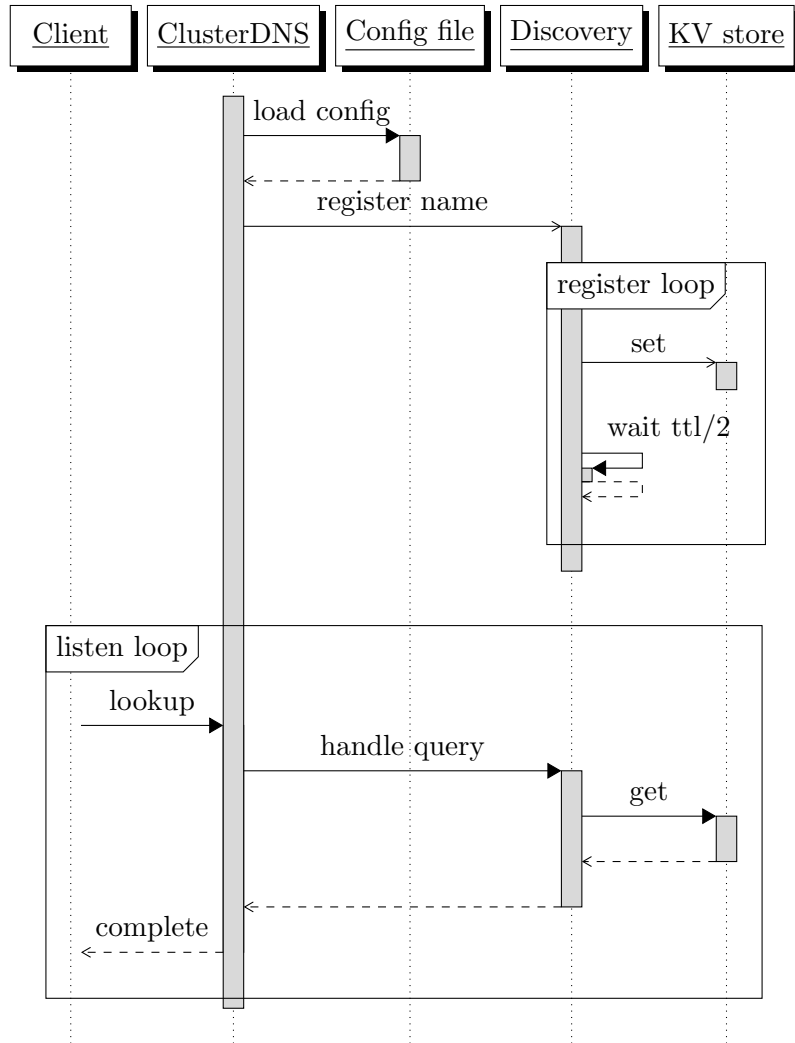 Client
ClusterDNS
Config file
Discovery
KV store
load config
register name
register loop
set
wait ttl/2
listen loop
lookup
handle query
get
complete